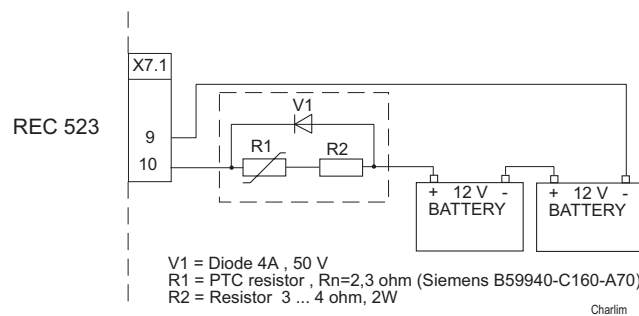 X7.1
REC 523
9
10
V1
R1
R2
+ 12 V -
BATTERY
+ 12 V -
BATTERY
V1 = Diode 4A , 50 V
R1 = PTC resistor , Rn=2,3 ohm (Siemens B59940-C160-A70)
R2 = Resistor 3 ... 4 ohm, 2W
Charlim